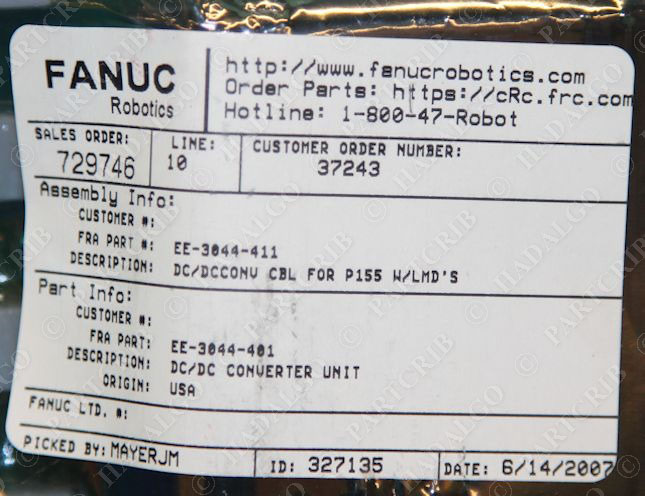 FANUC
Robotics
http://www.fanucrobotics.com
Order Parts: https://cRc.frc.com
Hotline: 1-800-47-Robot
SALES ORDER: 729746
LINE: 10
CUSTOMER ORDER NUMBER: 37243
Assembly Info:
CUSTOMER #:
FRA PART #: EE-3044-411
DESCRIPTION: DC/DCCONV CBL FOR P155 W/LMD'S
Part Info:
CUSTOMER #:
FRA PART: EE-3044-401
DESCRIPTION: DC/DC CONVERTER UNIT
ORIGIN: USA
FANUC LTD. #:
PICKED BY: MAYERJM
ID: 327135
DATE: 6/14/2007
© HADALGO
© PARTCRIB